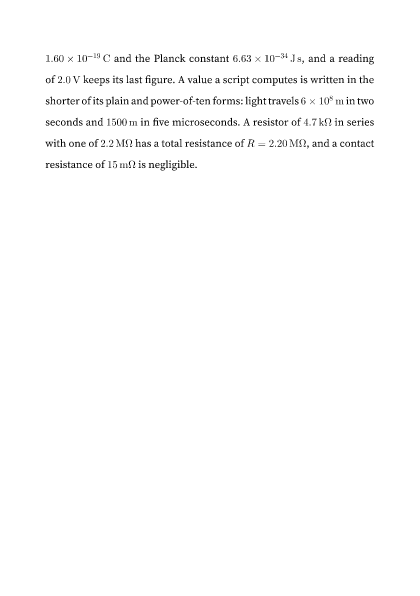 1.60 × 10⁻¹⁹ C and the Planck constant 6.63 × 10⁻³⁴ J s, and a reading
of 2.0 V keeps its last figure. A value a script computes is written in the
shorter of its plain and power-of-ten forms: light travels 6 × 10⁸ m in two
seconds and 1500 m in five microseconds. A resistor of 4.7 kΩ in series
with one of 2.2 MΩ has a total resistance of R = 2.20 MΩ, and a contact
resistance of 15 mΩ is negligible.